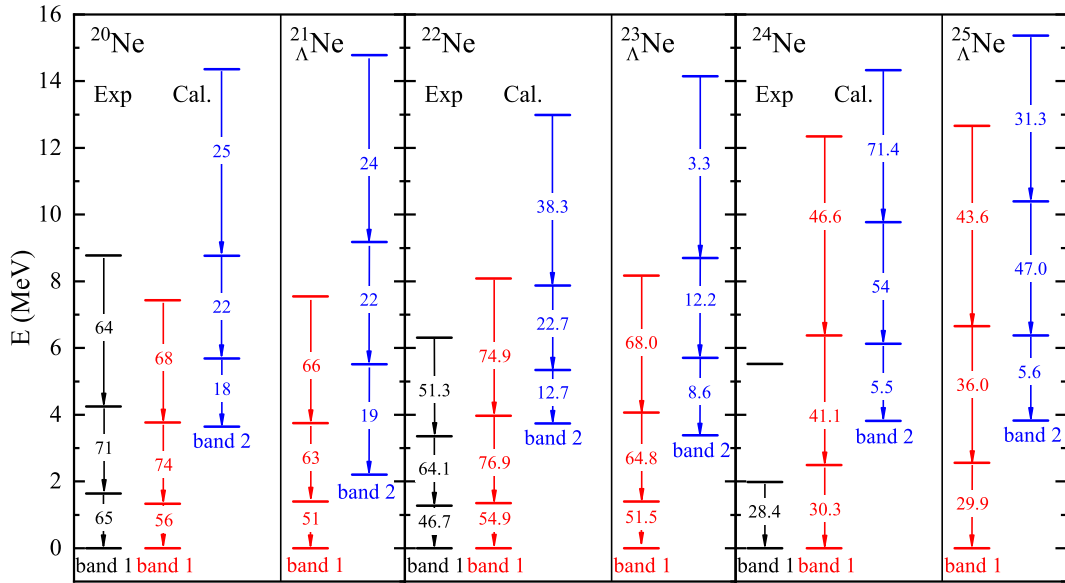 E (MeV)
16
14
12
10
8
6
4
2
0
²⁰Ne
Exp Cal.
64
71
65
band 1
68
74
56
band 1
25
22
18
band 2
²¹ΛNe
66
63
51
band 1
24
22
19
band 2
²²Ne
Exp Cal.
51.3
64.1
46.7
band 1
74.9
76.9
54.9
band 1
38.3
22.7
12.7
band 2
²³ΛNe
68.0
64.8
51.5
band 1
3.3
12.2
8.6
band 2
²⁴Ne
Exp Cal.
28.4
band 1
46.6
41.1
30.3
band 1
71.4
54
5.5
band 2
²⁵ΛNe
43.6
36.0
29.9
band 1
31.3
47.0
5.6
band 2